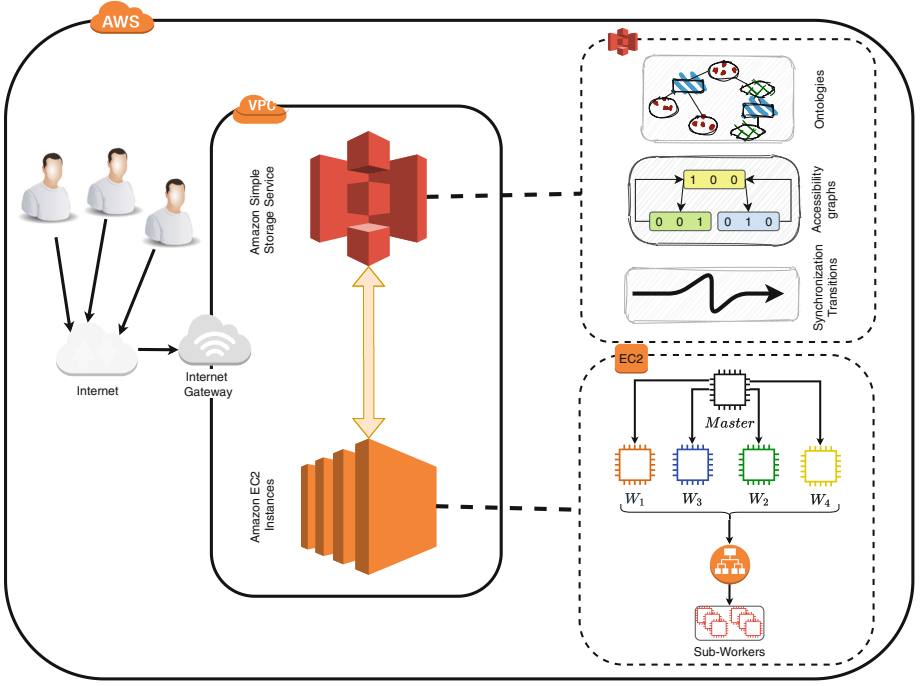 AWS
VPC
Amazon Simple
Storage Service
Internet
Internet
Gateway
Amazon EC2
Instances
Ontologies
1 0 0
0 0 1
0 1 0
Accessibility
graphs
Synchronization
Transitions
EC2
Master
W1
W3
W2
W4
Sub-Workers